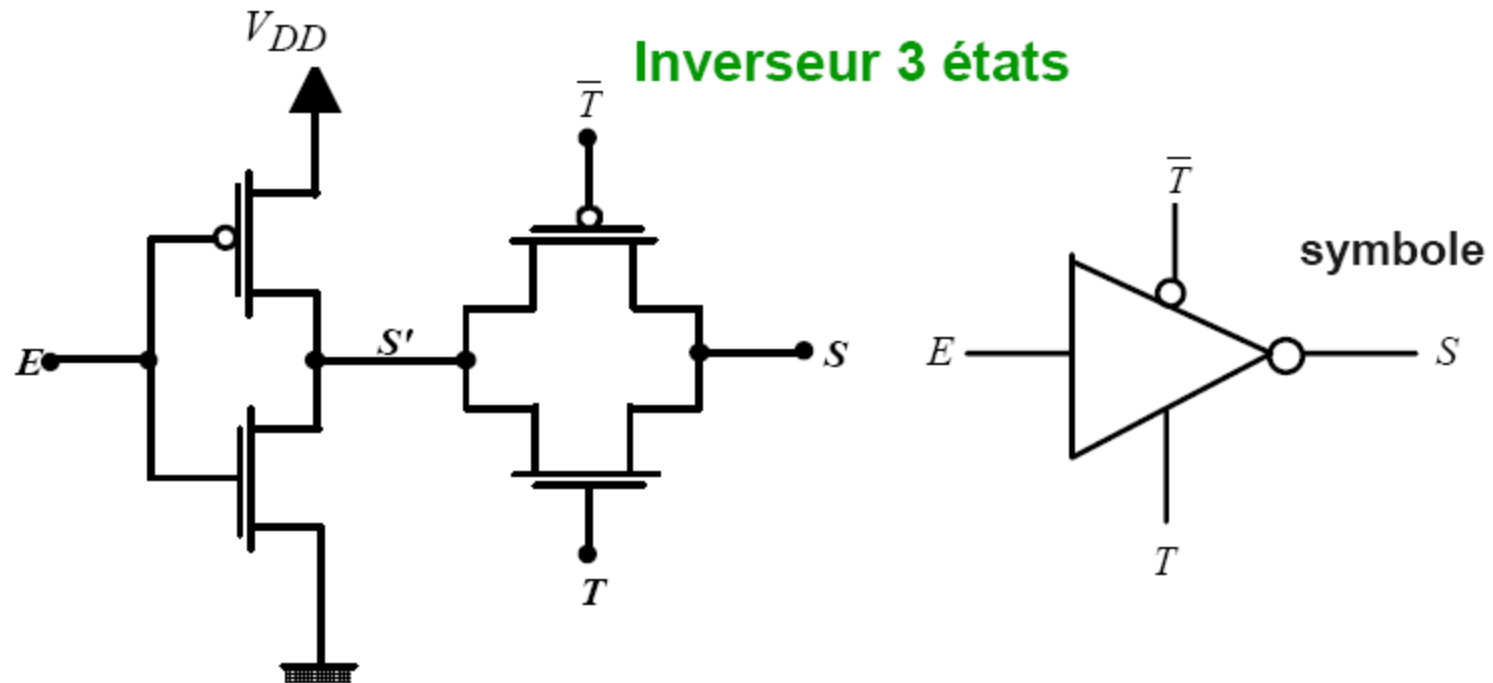 V_DD
Inverseur 3 états
T̅
E
S'
S
T
T̅
symbole
E
S
T